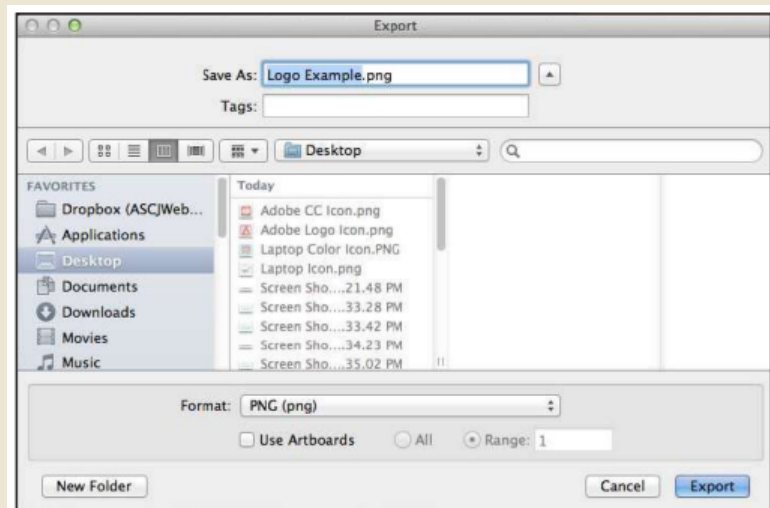 Export
Save As: Logo Example.png
Tags:
Desktop
FAVORITES
Dropbox (ASCJWeb...
Applications
Desktop
Documents
Downloads
Movies
Music
Today
Adobe CC Icon.png
Adobe Logo Icon.png
Laptop Color Icon.PNG
Laptop Icon.png
Screen Sho....21.48 PM
Screen Sho....33.28 PM
Screen Sho....33.42 PM
Screen Sho....34.23 PM
Screen Sho....35.02 PM
Format: PNG (png)
Use Artboards All Range: 1
New Folder Cancel Export